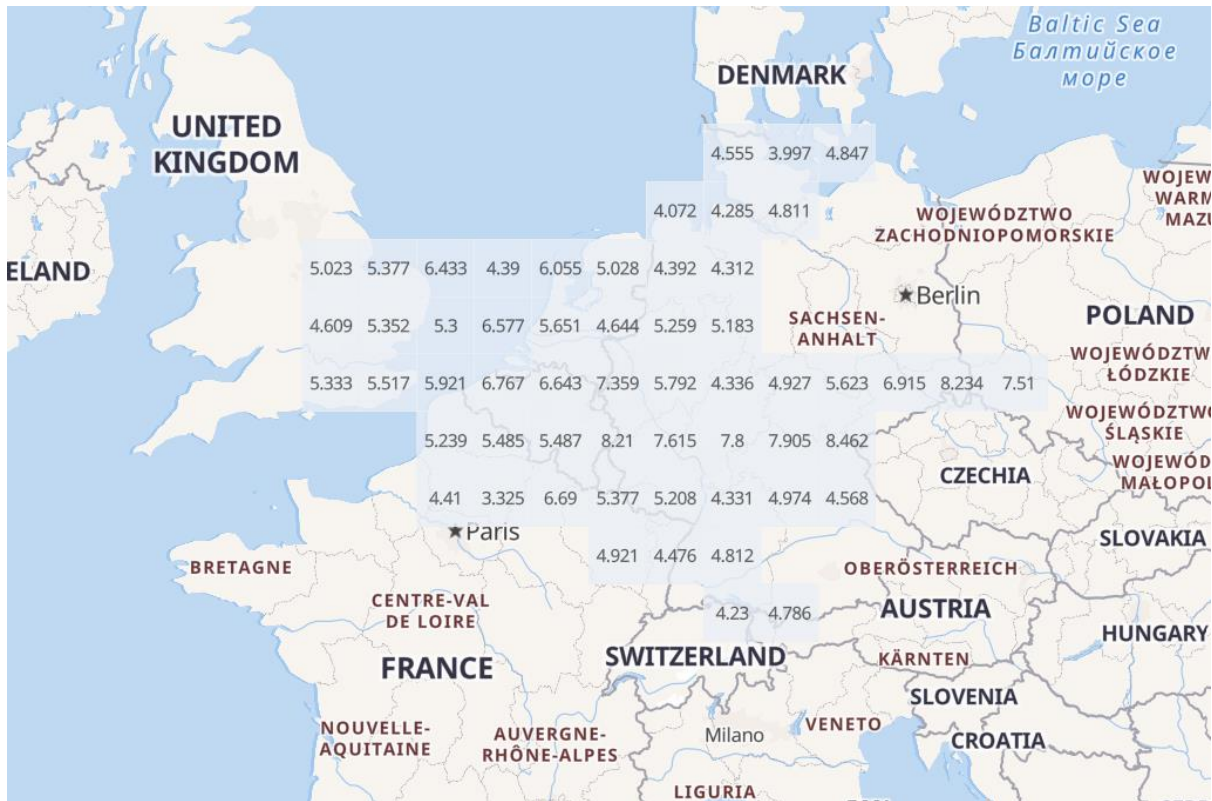 Baltic Sea
Балтийское
море
DENMARK
UNITED
KINGDOM
4.555 3.997 4.847
WOJEW
WARM
MAZU
4.072 4.285 4.811
WOJEWÓDZTWO
ZACHODNIOPOMORSKIE
ELAND
5.023 5.377 6.433 4.39 6.055 5.028 4.392 4.312
Berlin
4.609 5.352 5.3 6.577 5.651 4.644 5.259 5.183
SACHSEN-
ANHALT
POLAND
WOJEWÓDZTW
ŁÓDZKIE
5.333 5.517 5.921 6.767 6.643 7.359 5.792 4.336 4.927 5.623 6.915 8.234 7.51
WOJEWÓDZTWO
ŚLĄSKIE
5.239 5.485 5.487 8.21 7.615 7.8 7.905 8.462
WOJEWÓD
MAŁOPOL
CZECHIA
4.41 3.325 6.69 5.377 5.208 4.331 4.974 4.568
Paris
SLOVAKIA
4.921 4.476 4.812
BRETAGNE
OBERÖSTERREICH
CENTRE-VAL
DE LOIRE
4.23 4.786
AUSTRIA
HUNGARY
FRANCE
SWITZERLAND
KÄRNTEN
SLOVENIA
NOUVELLE-
AQUITAINE
AUVERGNE-
RHÔNE-ALPES
Milano
VENETO
CROATIA
LIGURIA